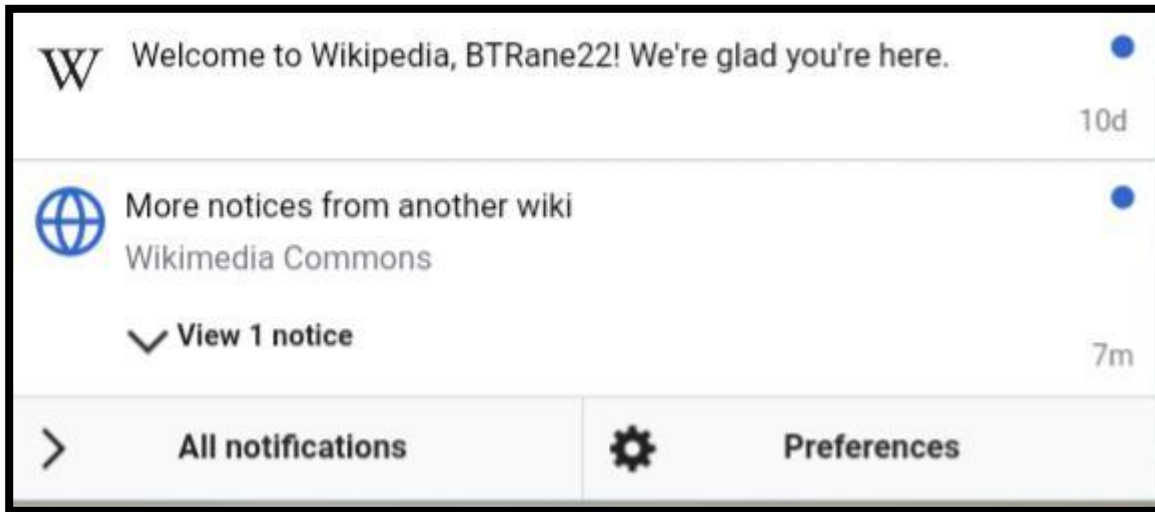 W Welcome to Wikipedia, BTRane22! We're glad you're here.
10d
More notices from another wiki
Wikimedia Commons
View 1 notice
7m
All notifications
Preferences